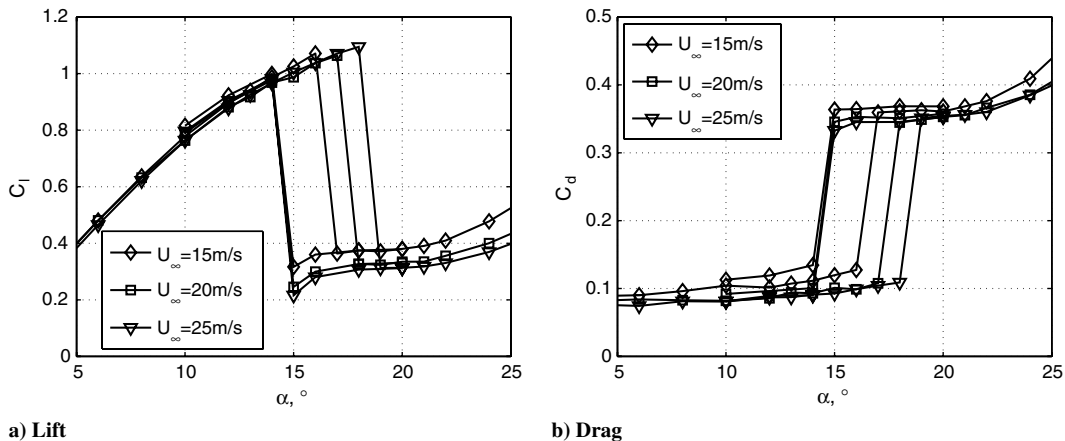 1.2
1
0.8
0.6
0.4
0.2
0
C_l
U_∞=15m/s
U_∞=20m/s
U_∞=25m/s
5 10 15 20 25
α, °
a) Lift
0.5
0.4
0.3
0.2
0.1
0
C_d
U_∞=15m/s
U_∞=20m/s
U_∞=25m/s
5 10 15 20 25
α, °
b) Drag